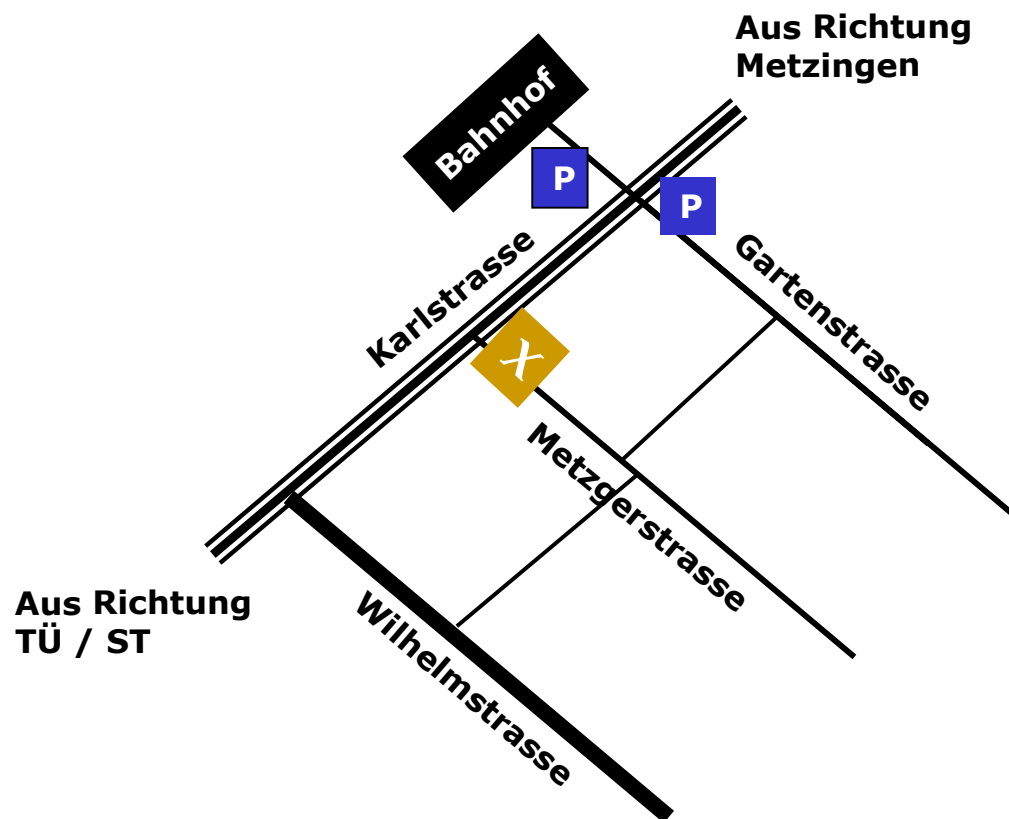 Aus Richtung
Metzingen
Bahnhof
P
P
Karlstrasse
Gartenstrasse
X
Metzgerstrasse
Aus Richtung
TÜ / ST
Wilhelmstrasse